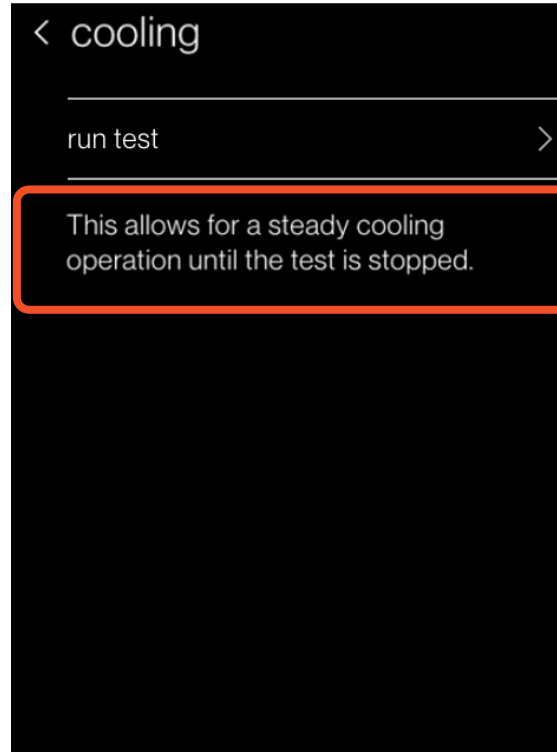 cooling
run test
This allows for a steady cooling
operation until the test is stopped.